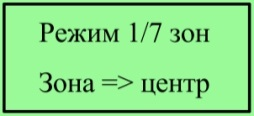 Режим 1/7 зон
Зона => центр